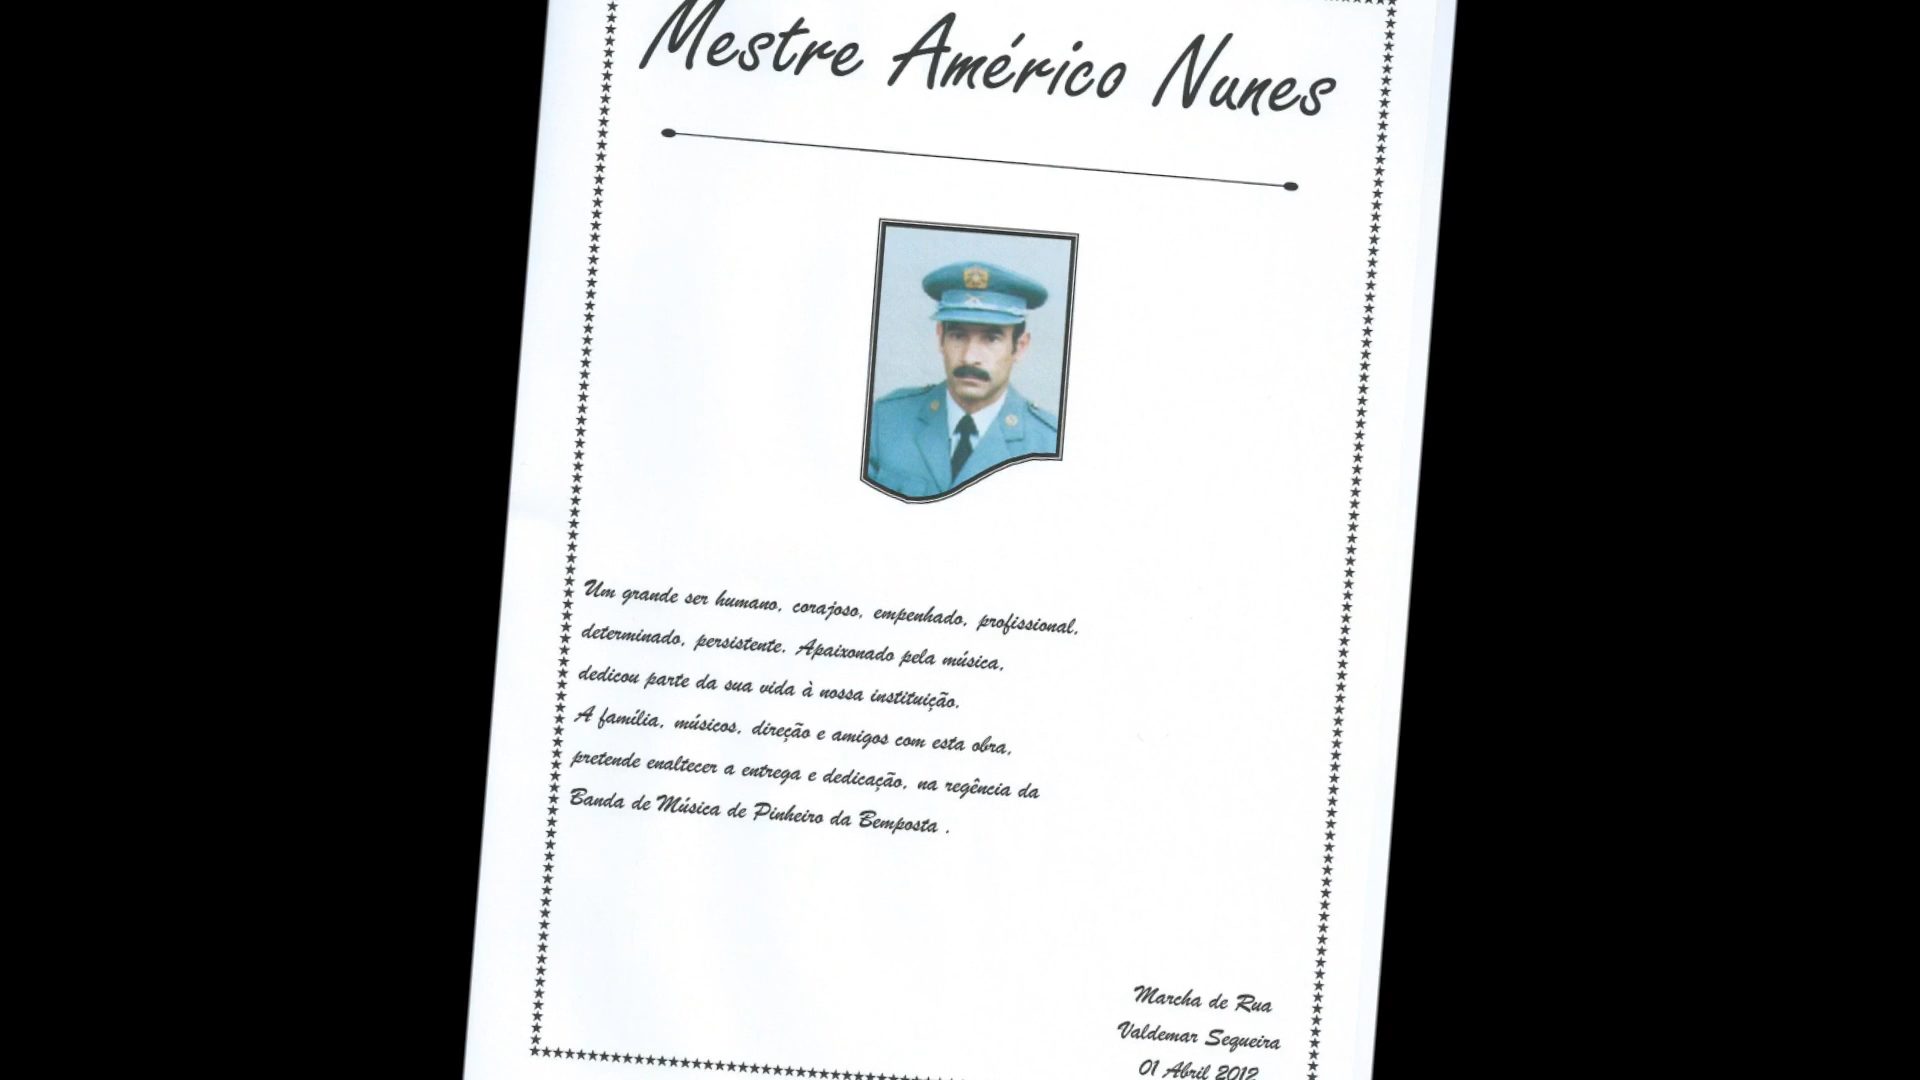 Mestre Américo Nunes
Um grande ser humano, corajoso, empenhado, profissional,
determinado, persistente. Apaixonado pela música,
dedicou parte da sua vida à nossa instituição.
A família, músicos, direção e amigos com esta obra,
pretende enaltecer a entrega e dedicação, na regência da
Banda de Música de Pinheiro da Bemposta .
Marcha de Rua
Valdemar Sequeira
01 Abril 2012